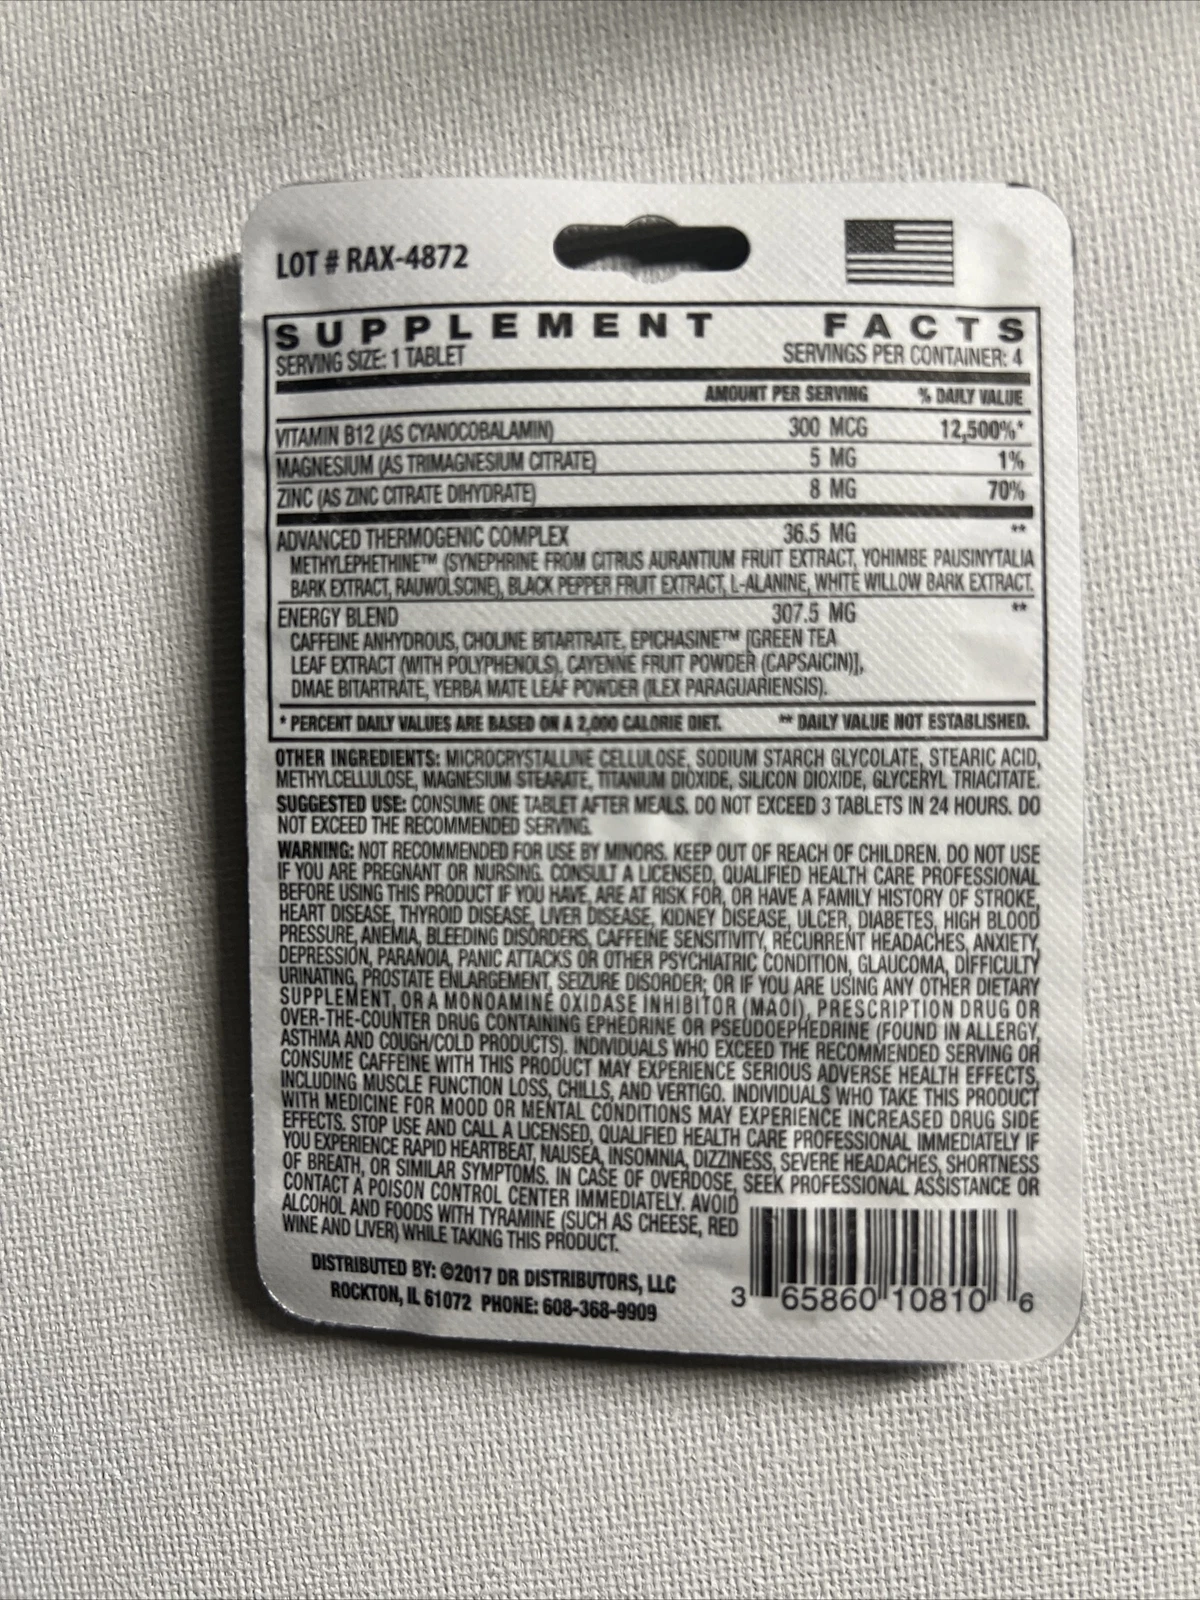 LOT # RAX-4872
SUPPLEMENT FACTS
SERVING SIZE: 1 TABLET SERVINGS PER CONTAINER: 4
AMOUNT PER SERVING % DAILY VALUE
VITAMIN B12 (AS CYANOCOBALAMIN) 300 MCG 12,500%*
MAGNESIUM (AS TRIMAGNESIUM CITRATE) 5 MG 1%
ZINC (AS ZINC CITRATE DIHYDRATE) 8 MG 70%
ADVANCED THERMOGENIC COMPLEX 36.5 MG **
METHYLEPHETHINE™ (SYNEPHRINE FROM CITRUS AURANTIUM FRUIT EXTRACT, YOHIMBE PAUSINYTALIA
BARK EXTRACT, RAUWOLSCINE), BLACK PEPPER FRUIT EXTRACT, L-ALANINE, WHITE WILLOW BARK EXTRACT.
ENERGY BLEND 307.5 MG **
CAFFEINE ANHYDROUS, CHOLINE BITARTRATE, EPICHASINE™ [GREEN TEA
LEAF EXTRACT (WITH POLYPHENOLS), CAYENNE FRUIT POWDER (CAPSAICIN)],
DMAE BITARTRATE, YERBA MATE LEAF POWDER (ILEX PARAGUARIENSIS).
* PERCENT DAILY VALUES ARE BASED ON A 2,000 CALORIE DIET. ** DAILY VALUE NOT ESTABLISHED.
OTHER INGREDIENTS: MICROCRYSTALLINE CELLULOSE, SODIUM STARCH GLYCOLATE, STEARIC ACID,
METHYLCELLULOSE, MAGNESIUM STEARATE, TITANIUM DIOXIDE, SILICON DIOXIDE, GLYCERYL TRIACITATE.
SUGGESTED USE: CONSUME ONE TABLET AFTER MEALS. DO NOT EXCEED 3 TABLETS IN 24 HOURS. DO
NOT EXCEED THE RECOMMENDED SERVING.
WARNING: NOT RECOMMENDED FOR USE BY MINORS. KEEP OUT OF REACH OF CHILDREN. DO NOT USE
IF YOU ARE PREGNANT OR NURSING. CONSULT A LICENSED, QUALIFIED HEALTH CARE PROFESSIONAL
BEFORE USING THIS PRODUCT IF YOU HAVE, ARE AT RISK FOR, OR HAVE A FAMILY HISTORY OF STROKE,
HEART DISEASE, THYROID DISEASE, LIVER DISEASE, KIDNEY DISEASE, ULCER, DIABETES, HIGH BLOOD
PRESSURE, ANEMIA, BLEEDING DISORDERS, CAFFEINE SENSITIVITY, RECURRENT HEADACHES, ANXIETY,
DEPRESSION, PARANOIA, PANIC ATTACKS OR OTHER PSYCHIATRIC CONDITION, GLAUCOMA, DIFFICULTY
URINATING, PROSTATE ENLARGEMENT, SEIZURE DISORDER; OR IF YOU ARE USING ANY OTHER DIETARY
SUPPLEMENT, OR A MONOAMINE OXIDASE INHIBITOR (MAOI), PRESCRIPTION DRUG OR
OVER-THE-COUNTER DRUG CONTAINING EPHEDRINE OR PSEUDOEPHEDRINE (FOUND IN ALLERGY,
ASTHMA AND COUGH/COLD PRODUCTS). INDIVIDUALS WHO EXCEED THE RECOMMENDED SERVING OR
CONSUME CAFFEINE WITH THIS PRODUCT MAY EXPERIENCE SERIOUS ADVERSE HEALTH EFFECTS,
INCLUDING MUSCLE FUNCTION LOSS, CHILLS, AND VERTIGO. INDIVIDUALS WHO TAKE THIS PRODUCT
WITH MEDICINE FOR MOOD OR MENTAL CONDITIONS MAY EXPERIENCE INCREASED DRUG SIDE
EFFECTS. STOP USE AND CALL A LICENSED, QUALIFIED HEALTH CARE PROFESSIONAL IMMEDIATELY IF
YOU EXPERIENCE RAPID HEARTBEAT, NAUSEA, INSOMNIA, DIZZINESS, SEVERE HEADACHES, SHORTNESS
OF BREATH, OR SIMILAR SYMPTOMS. IN CASE OF OVERDOSE, SEEK PROFESSIONAL ASSISTANCE OR
CONTACT A POISON CONTROL CENTER IMMEDIATELY. AVOID
ALCOHOL AND FOODS WITH TYRAMINE (SUCH AS CHEESE, RED
WINE AND LIVER) WHILE TAKING THIS PRODUCT.
DISTRIBUTED BY: ©2017 DR DISTRIBUTORS, LLC
ROCKTON, IL 61072 PHONE: 608-368-9909
3 65860 10810 6